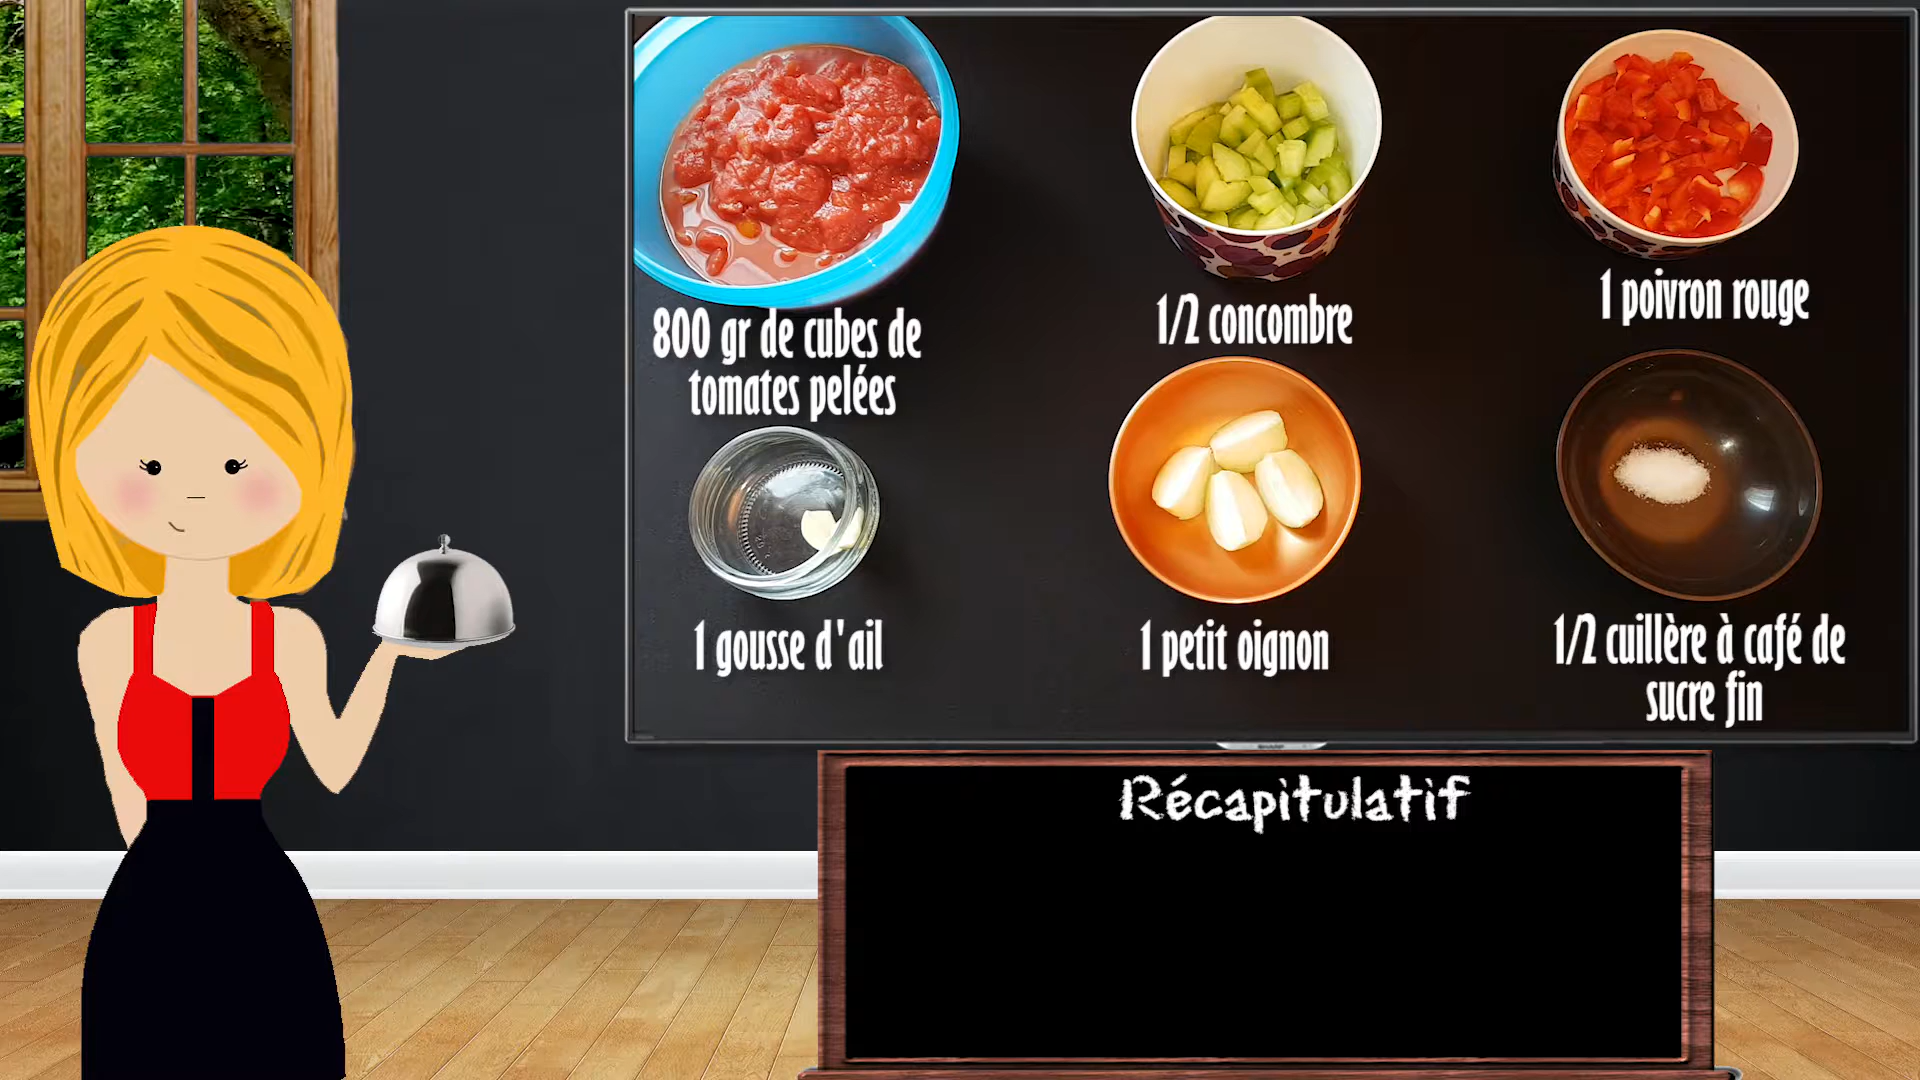 800 gr de cubes de
tomates pelées
1/2 concombre
1 poivron rouge
1 gousse d'ail
1 petit oignon
1/2 cuillère à café de
sucre fin
SHARP
Récapitulatif